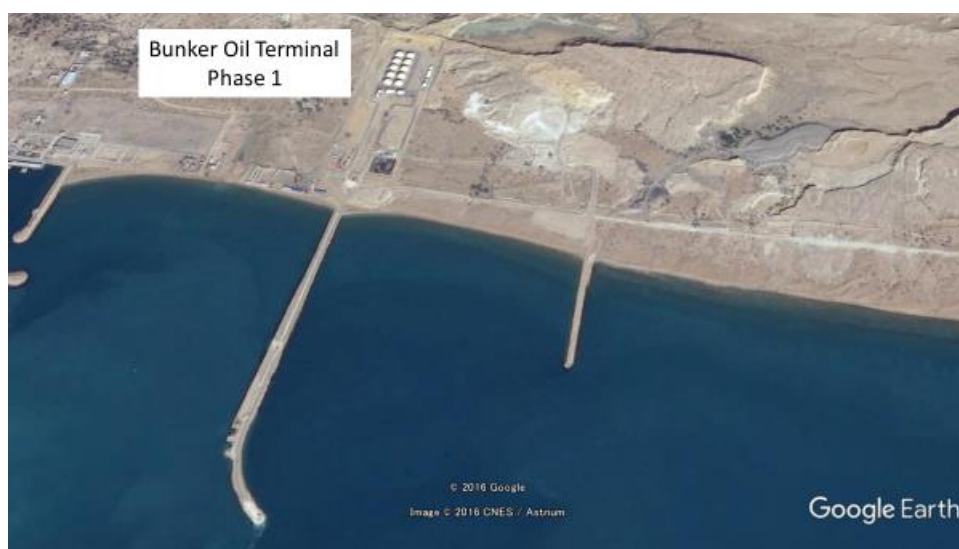 Bunker Oil Terminal
Phase 1
© 2016 Google
Image © 2016 CNES / Astrium
Google Earth